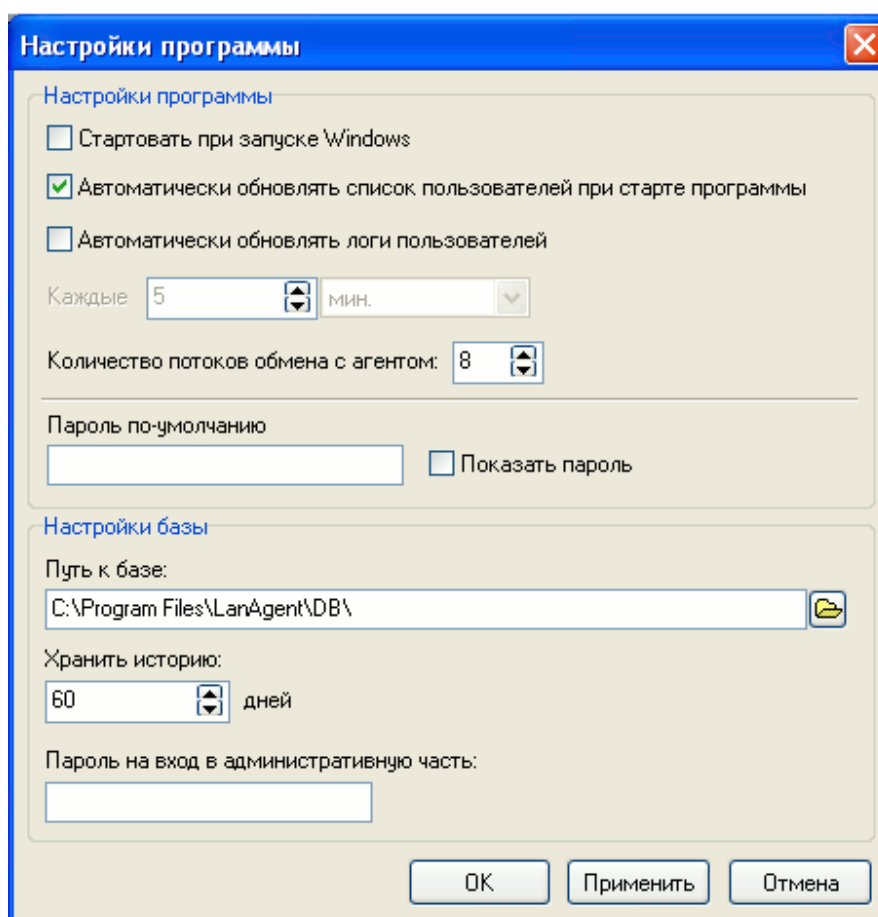 Настройки программы
Настройки программы
Стартовать при запуске Windows
Автоматически обновлять список пользователей при старте программы
Автоматически обновлять логи пользователей
Каждые 5 мин.
Количество потоков обмена с агентом: 8
Пароль по-умолчанию
Показать пароль
Настройки базы
Путь к базе:
C:\Program Files\LanAgent\DB\
Хранить историю:
60 дней
Пароль на вход в административную часть:
OK Применить Отмена